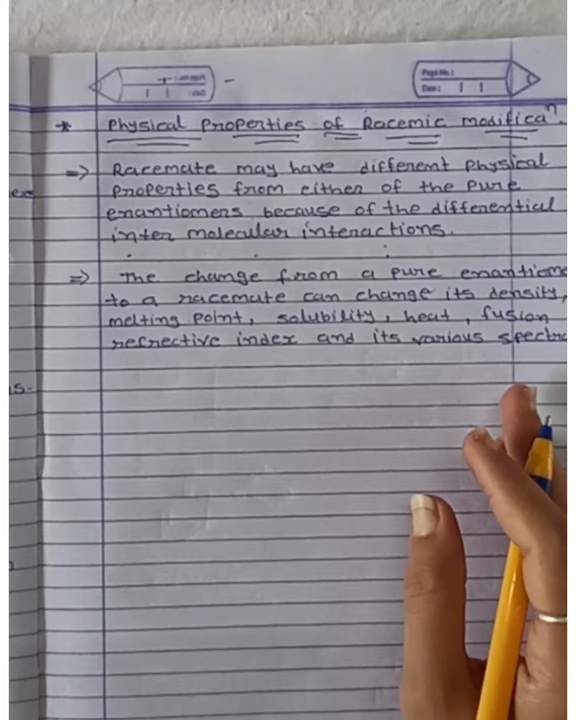 Page No.:
Date:
* Physical Properties of Racemic modificaⁿ.
=> Racemate may have different Physical
Properties from either of the pure
enantiomers because of the differential
inter molecular interactions.
=> The change from a pure enantiome
to a racemate can change its density,
melting point, solubility, heat, fusion
refrective index and its various spectra
s.